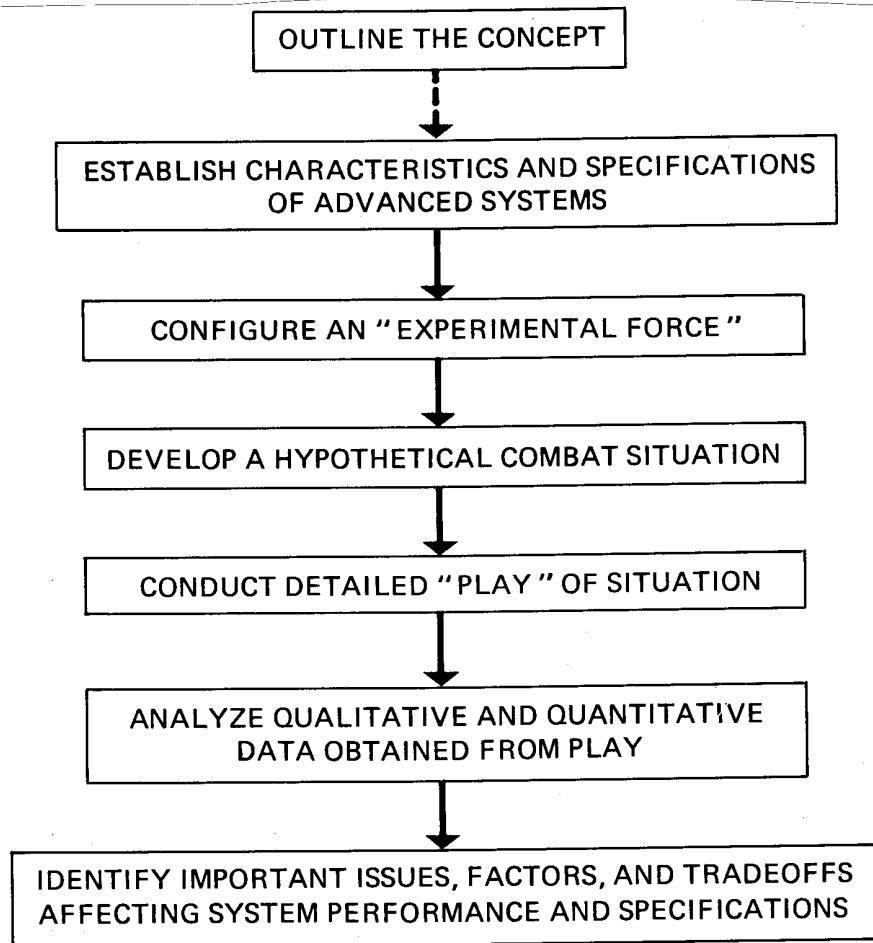 OUTLINE THE CONCEPT
ESTABLISH CHARACTERISTICS AND SPECIFICATIONS
OF ADVANCED SYSTEMS
CONFIGURE AN "EXPERIMENTAL FORCE"
DEVELOP A HYPOTHETICAL COMBAT SITUATION
CONDUCT DETAILED "PLAY" OF SITUATION
ANALYZE QUALITATIVE AND QUANTITATIVE
DATA OBTAINED FROM PLAY
IDENTIFY IMPORTANT ISSUES, FACTORS, AND TRADEOFFS
AFFECTING SYSTEM PERFORMANCE AND SPECIFICATIONS